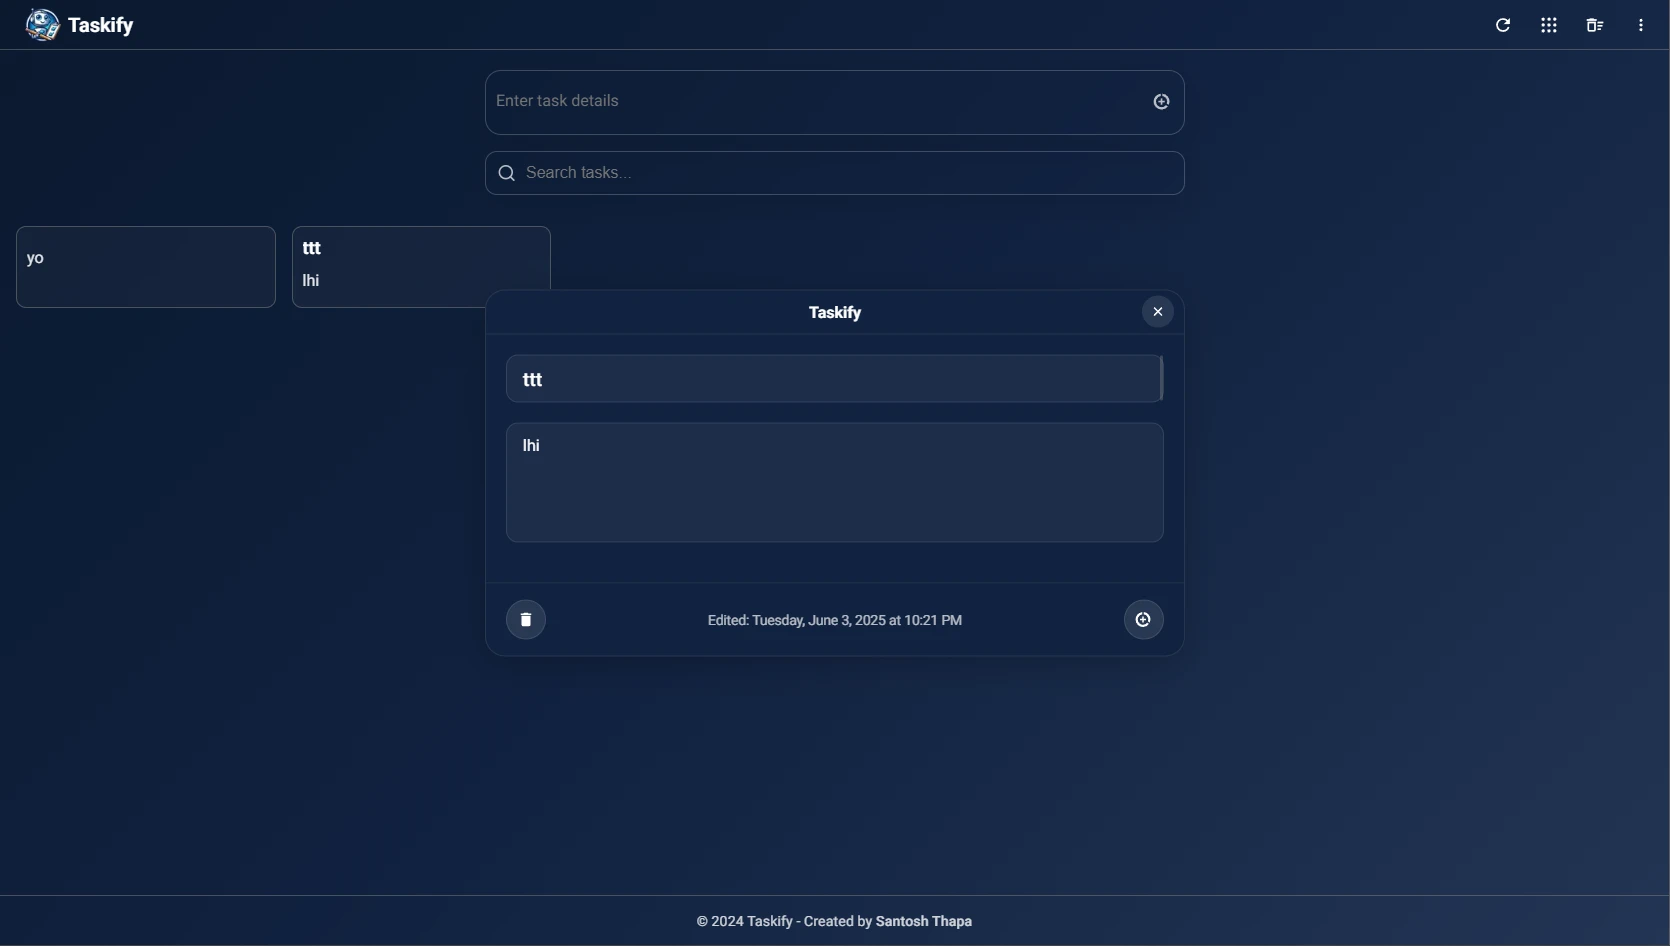 Taskify
Enter task details
Search tasks...
yo
ttt
lhi
Taskify
ttt
lhi
Edited: Tuesday, June 3, 2025 at 10:21 PM
© 2024 Taskify - Created by Santosh Thapa